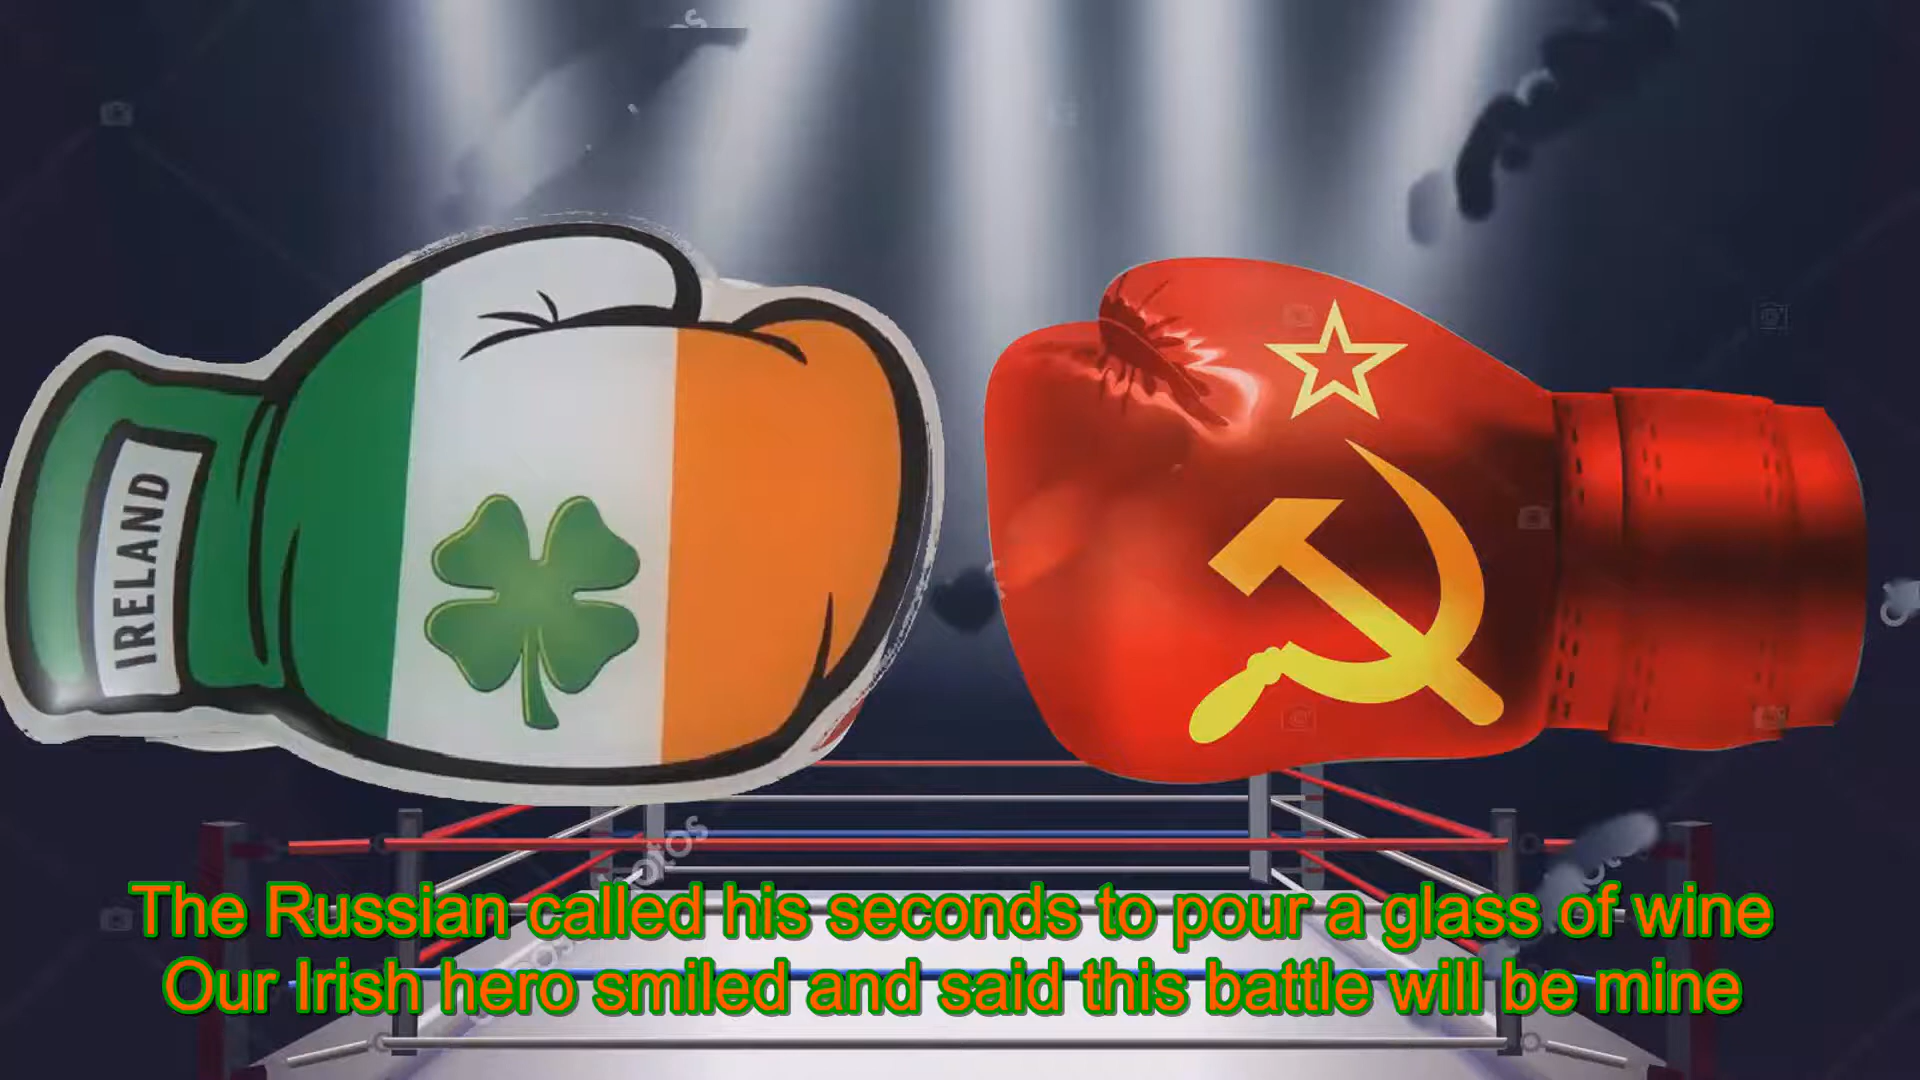 IRELAND
otos
The Russian called his seconds to pour a glass of wine
Our Irish hero smiled and said this battle will be mine